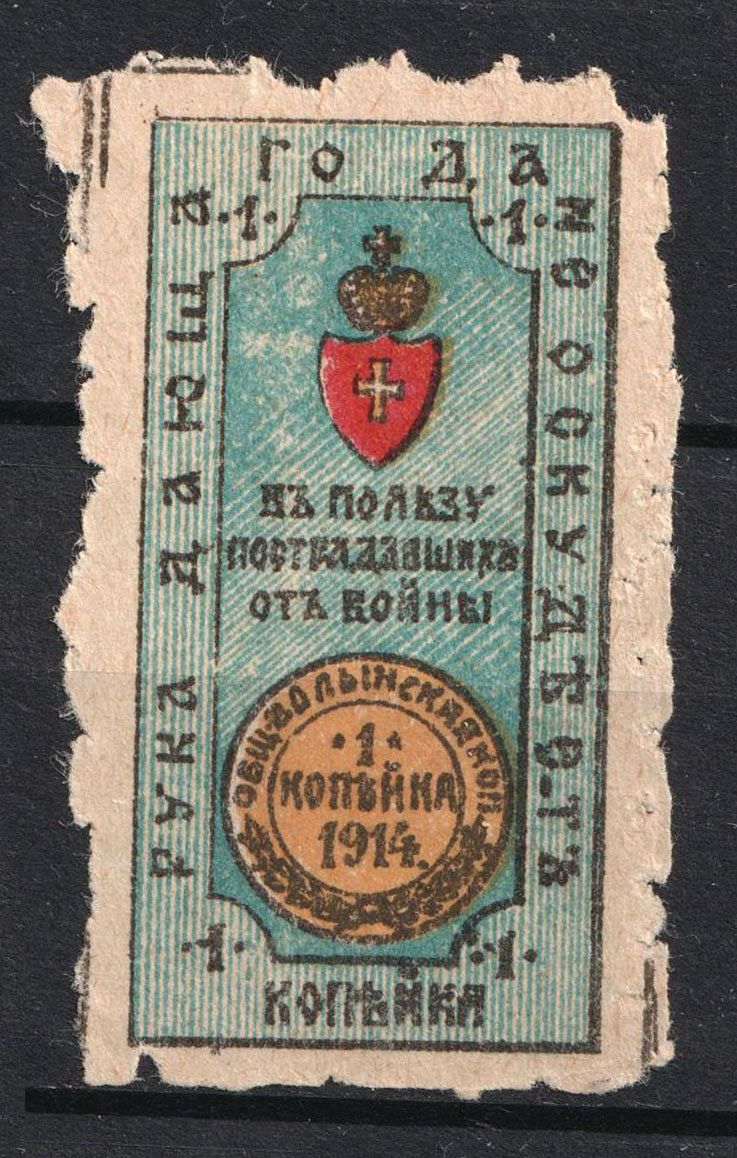 РУКА ДАЮЩАГО ДА НЕ ОСКУДѢЕТЪ
·1· ·1·
ВЪ ПОЛЬЗУ
ПОСТРАДАВШИХЪ
ОТЪ ВОЙНЫ
ОБЩ·ВОЛЫНСКАЯ КОП.
·1·
КОПѢЙКА
1914.
·1· ·1·
КОПѢЙКА